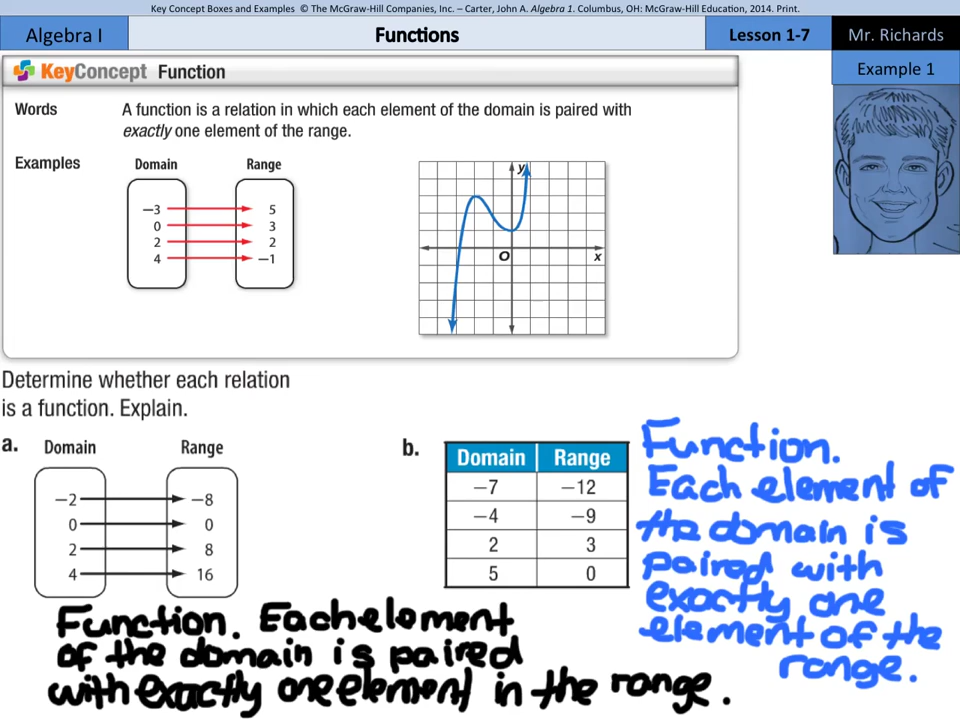 Key Concept Boxes and Examples © The McGraw-Hill Companies, Inc. – Carter, John A. Algebra 1. Columbus, OH: McGraw-Hill Education, 2014. Print.
Algebra I
Functions
Lesson 1-7
Mr. Richards
Example 1
KeyConcept Function
Words
A function is a relation in which each element of the domain is paired with
exactly one element of the range.
Examples
Domain Range
−3 5
0 3
2 2
4 −1
y
O
x
Determine whether each relation
is a function. Explain.
a.
Domain Range
−2 −8
0 0
2 8
4 16
Function. Each element
of the domain is paired
with exactly one element in the range.
b.
Domain Range
−7 −12
−4 −9
2 3
5 0
Function.
Each element of
the domain is
paired with
exactly one
element of the
range.